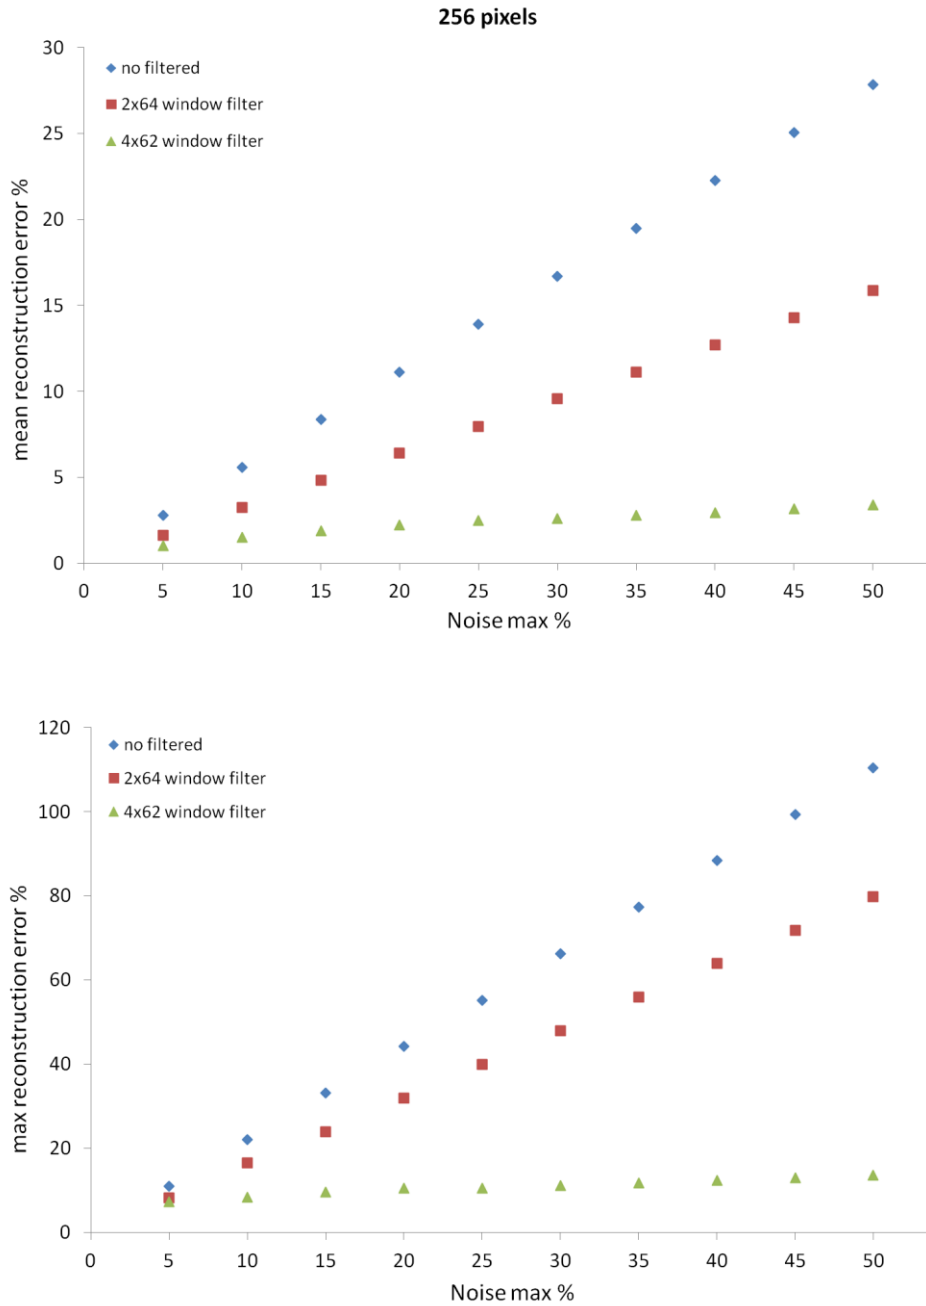 256 pixels
30
no filtered
2x64 window filter
4x62 window filter
25
20
15
10
5
0
mean reconstruction error %
0 5 10 15 20 25 30 35 40 45 50
Noise max %
120
no filtered
2x64 window filter
4x62 window filter
100
80
60
40
20
0
max reconstruction error %
0 5 10 15 20 25 30 35 40 45 50
Noise max %